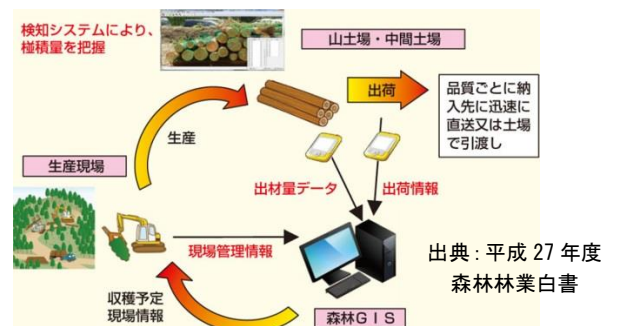 検知システムにより、
椪積量を把握
山土場・中間土場
出荷
品質ごとに納
入先に迅速に
直送又は土場
で引渡し
生産
生産現場
出材量データ
出荷情報
現場管理情報
出典：平成 27 年度
森林林業白書
収穫予定
現場情報
森林ＧＩＳ